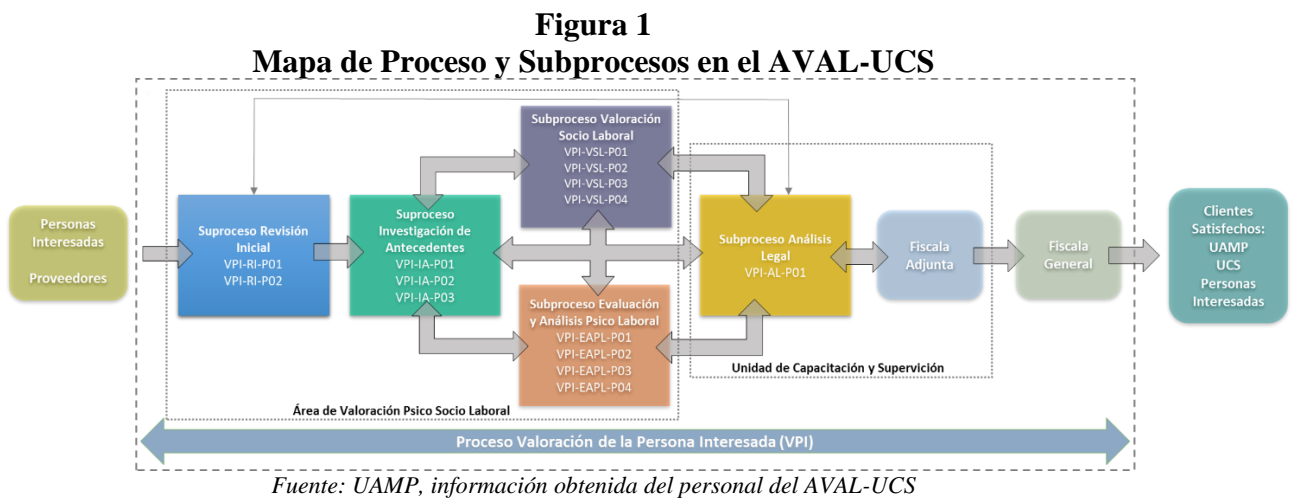 Figura 1
Mapa de Proceso y Subprocesos en el AVAL-UCS
Personas
Interesadas
Proveedores
Suproceso Revisión
Inicial
VPI-RI-P01
VPI-RI-P02
Suproceso
Investigación de
Antecedentes
VPI-IA-P01
VPI-IA-P02
VPI-IA-P03
Subproceso Valoración
Socio Laboral
VPI-VSL-P01
VPI-VSL-P02
VPI-VSL-P03
VPI-VSL-P04
Subproceso Evaluación
y Análisis Psico Laboral
VPI-EAPL-P01
VPI-EAPL-P02
VPI-EAPL-P03
VPI-EAPL-P04
Área de Valoración Psico Socio Laboral
Subproceso Análisis
Legal
VPI-AL-P01
Fiscala
Adjunta
Unidad de Capacitación y Supervición
Fiscala
General
Clientes
Satisfechos:
UAMP
UCS
Personas
Interesadas
Proceso Valoración de la Persona Interesada (VPI)
Fuente: UAMP, información obtenida del personal del AVAL-UCS